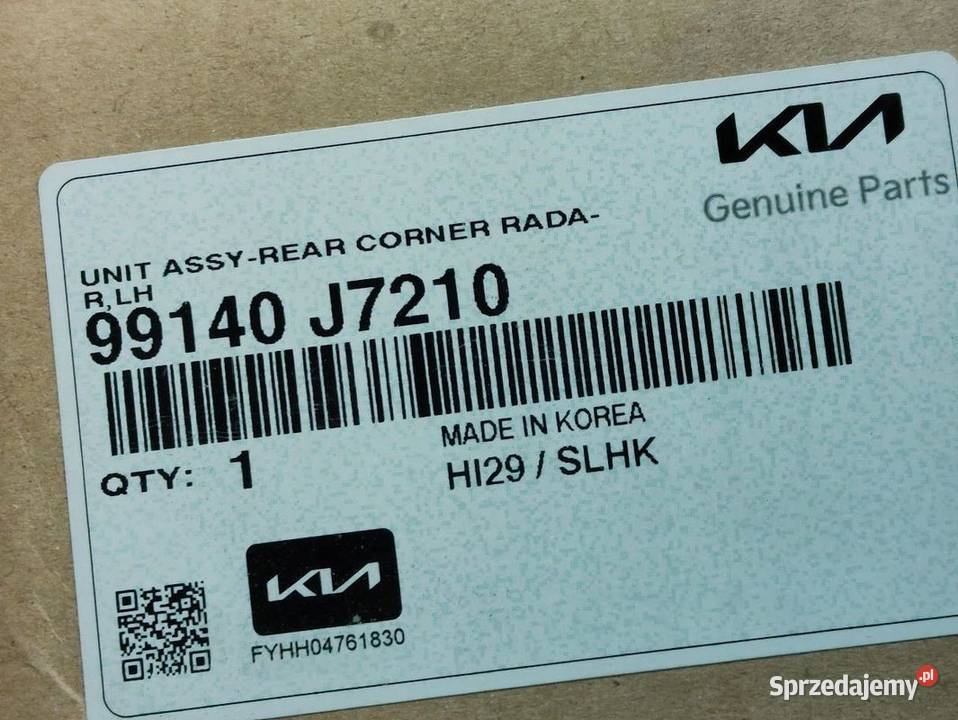 KIA
Genuine Parts
UNIT ASSY-REAR CORNER RADA-
R,LH
99140 J7210
MADE IN KOREA
QTY: 1
HI29 / SLHK
KIA
FYHH04761830
Sprzedajemy.pl